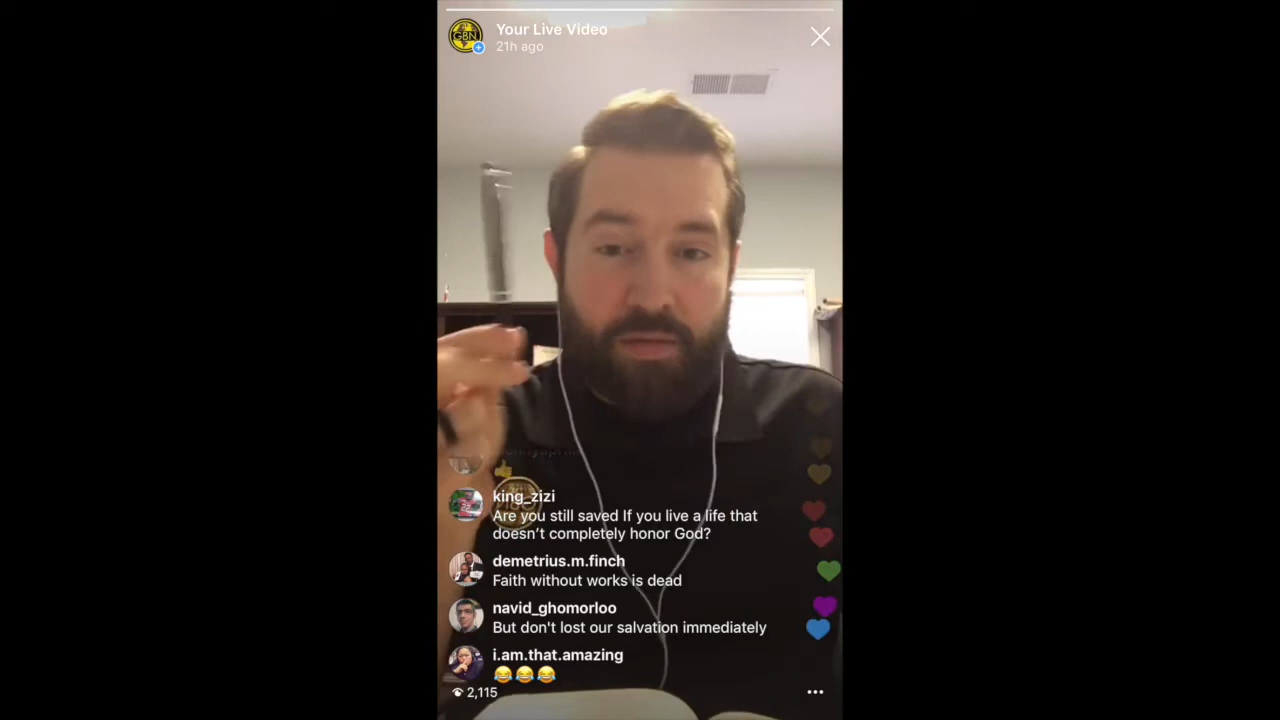 GBN
Your Live Video
21h ago
king_zizi
Are you still saved If you live a life that
doesn’t completely honor God?
demetrius.m.finch
Faith without works is dead
navid_ghomorloo
But don't lost our salvation immediately
i.am.that.amazing
2,115